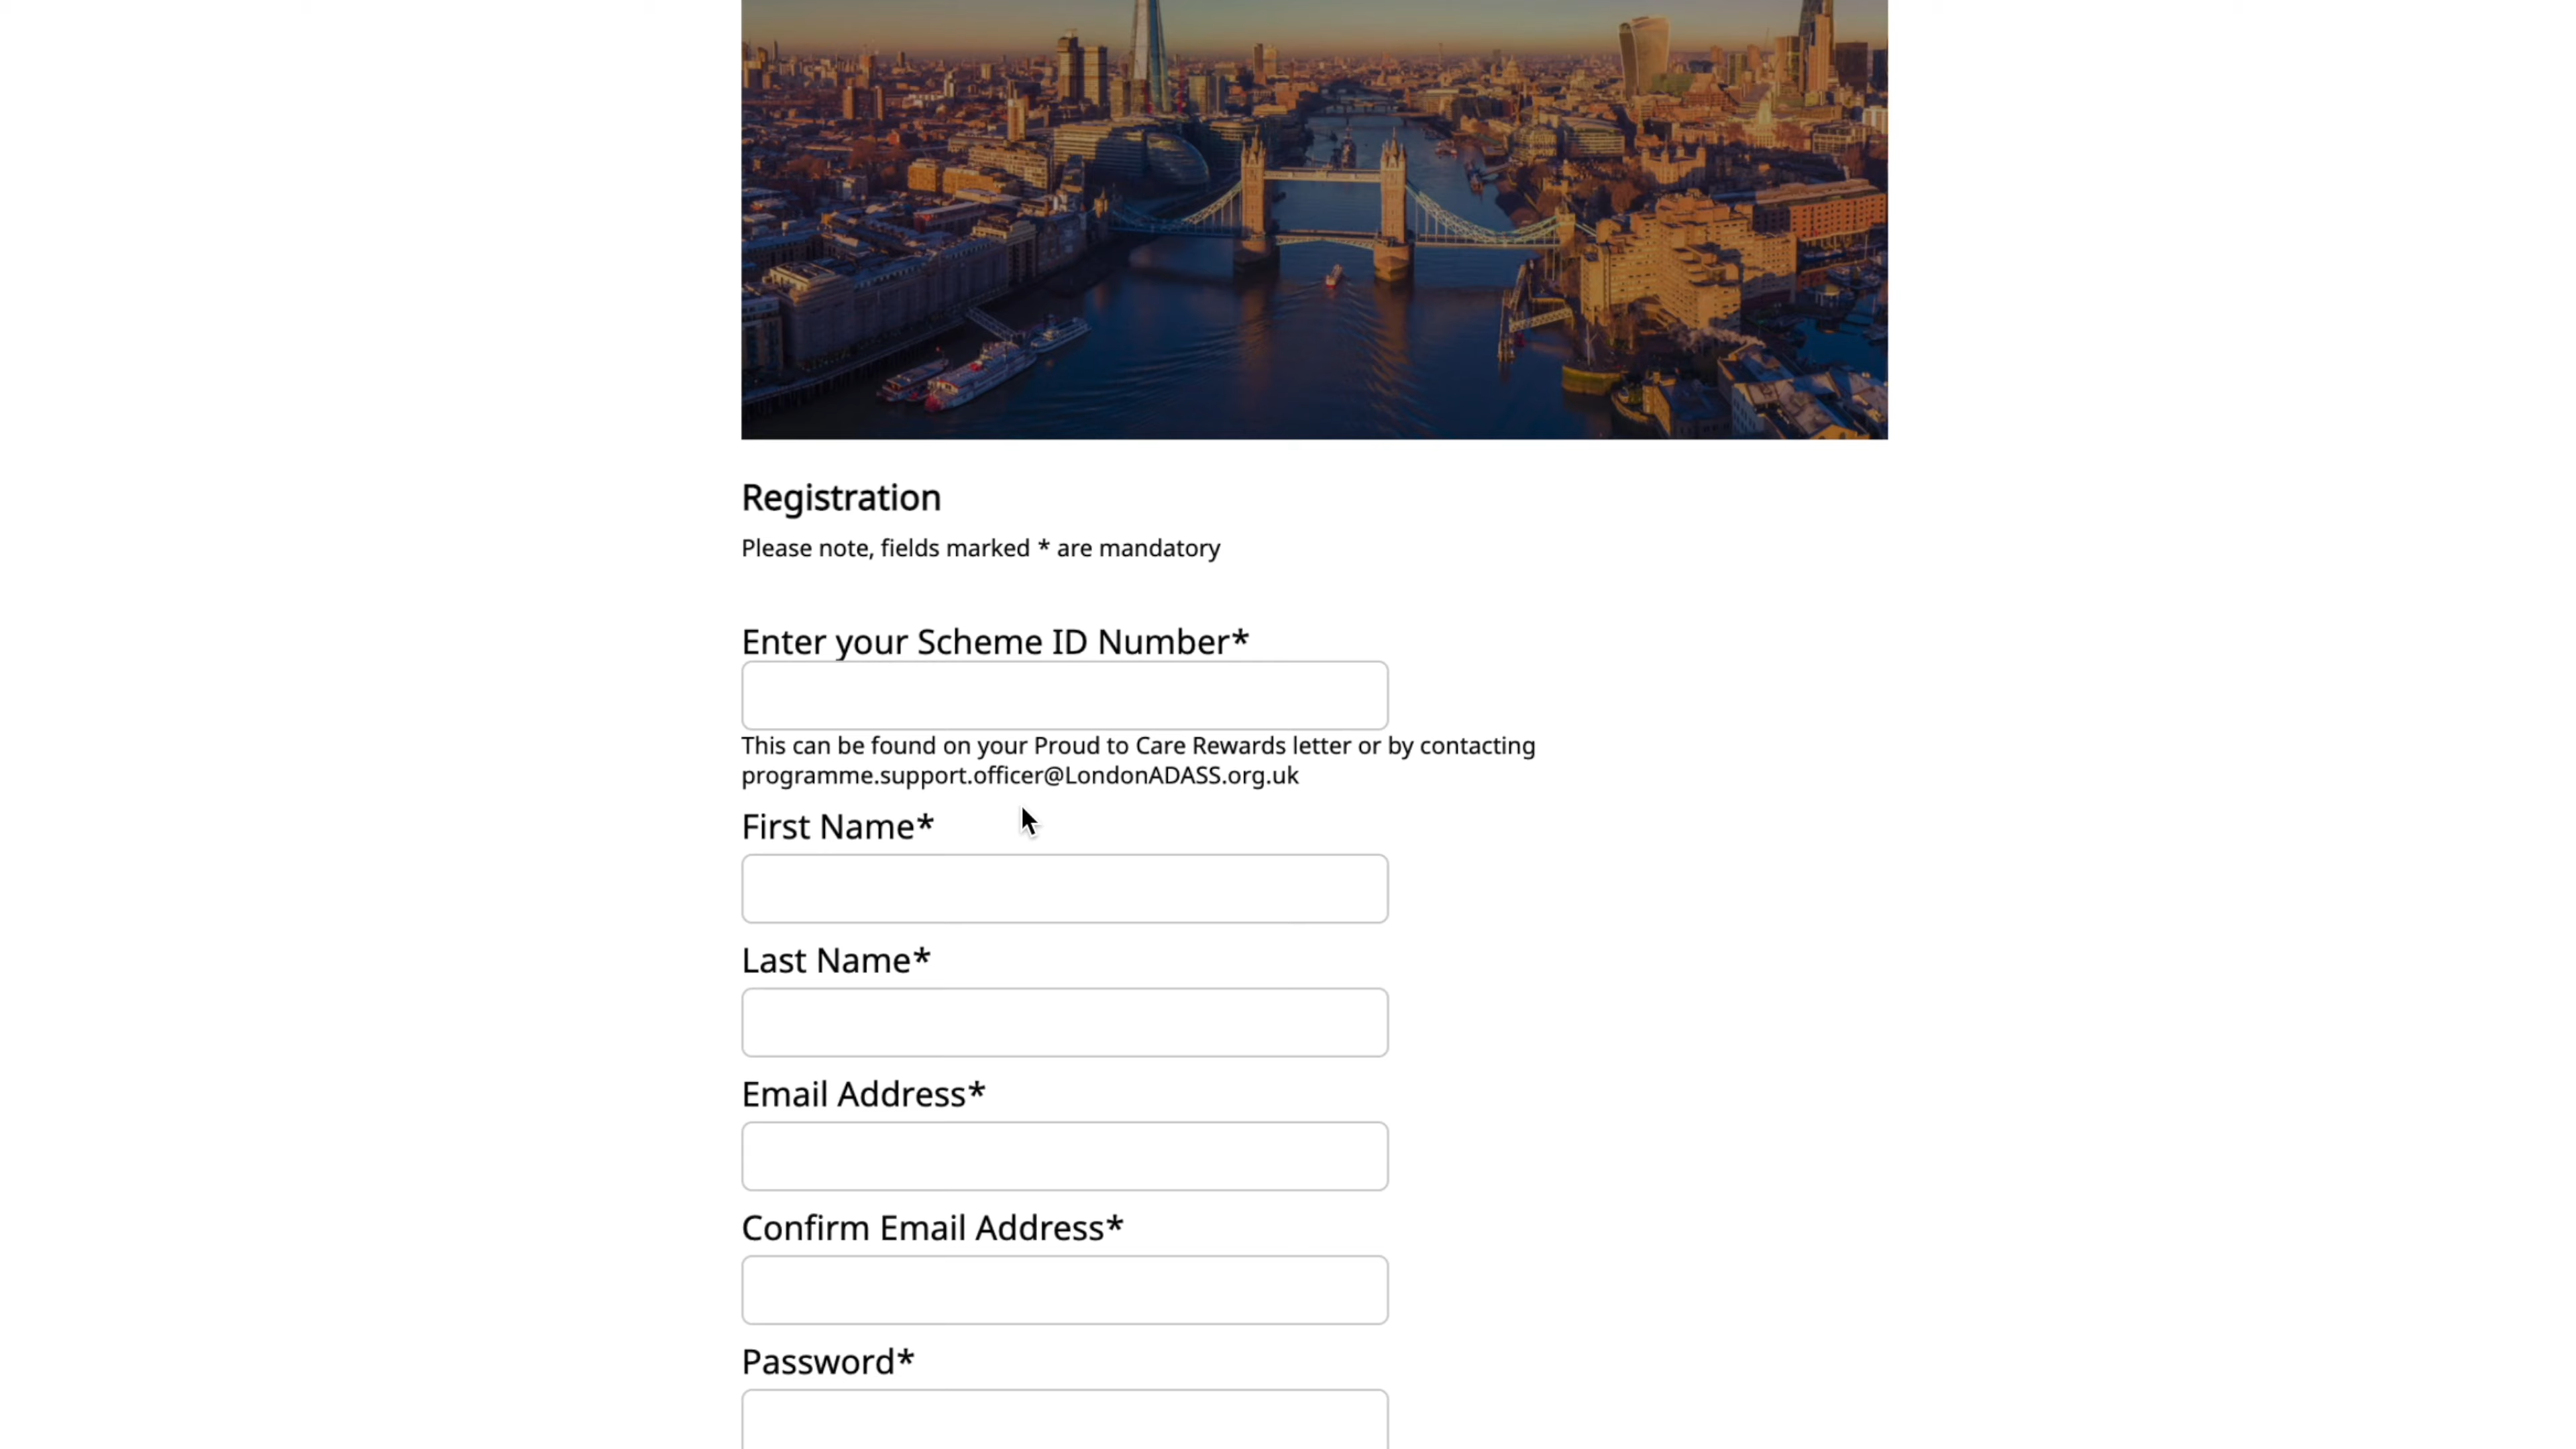 Registration
Please note, fields marked * are mandatory
Enter your Scheme ID Number*
This can be found on your Proud to Care Rewards letter or by contacting
programme.support.officer@LondonADASS.org.uk
First Name*
Last Name*
Email Address*
Confirm Email Address*
Password*